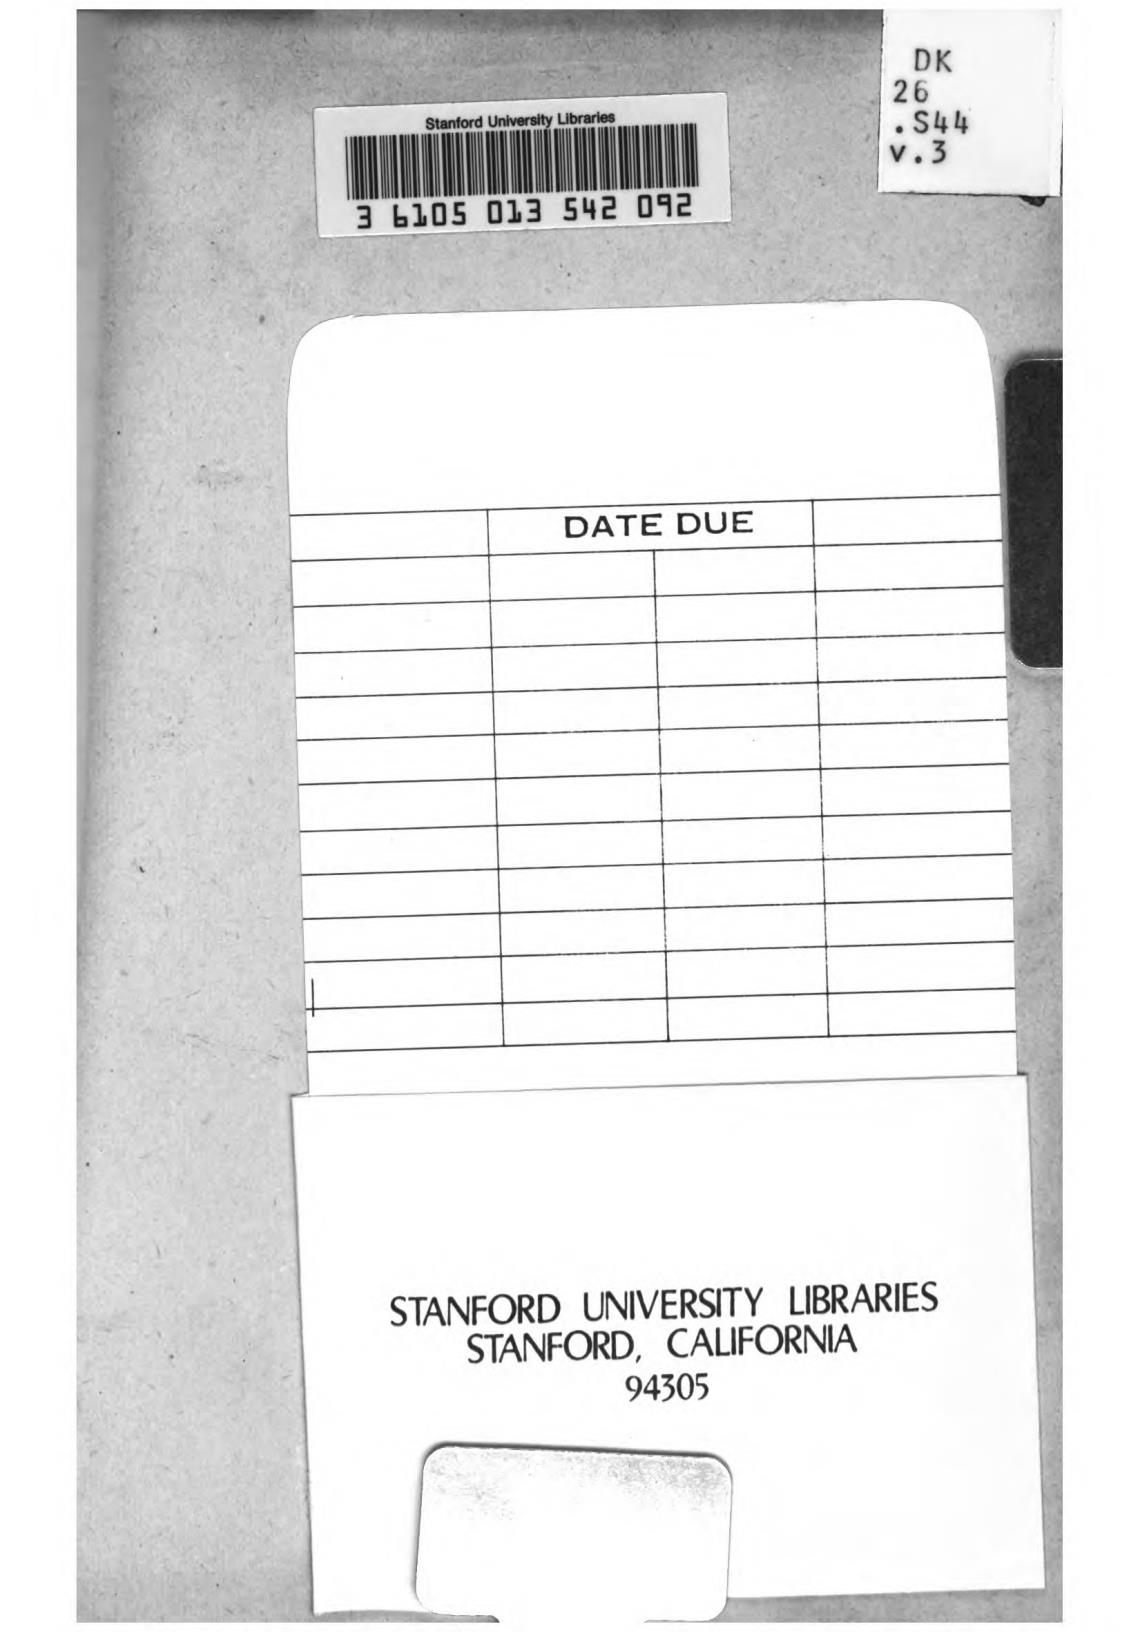 DK
26
.S44
v.3
Stanford University Libraries
3 6105 013 542 092
DATE DUE
STANFORD UNIVERSITY LIBRARIES
STANFORD, CALIFORNIA
94305